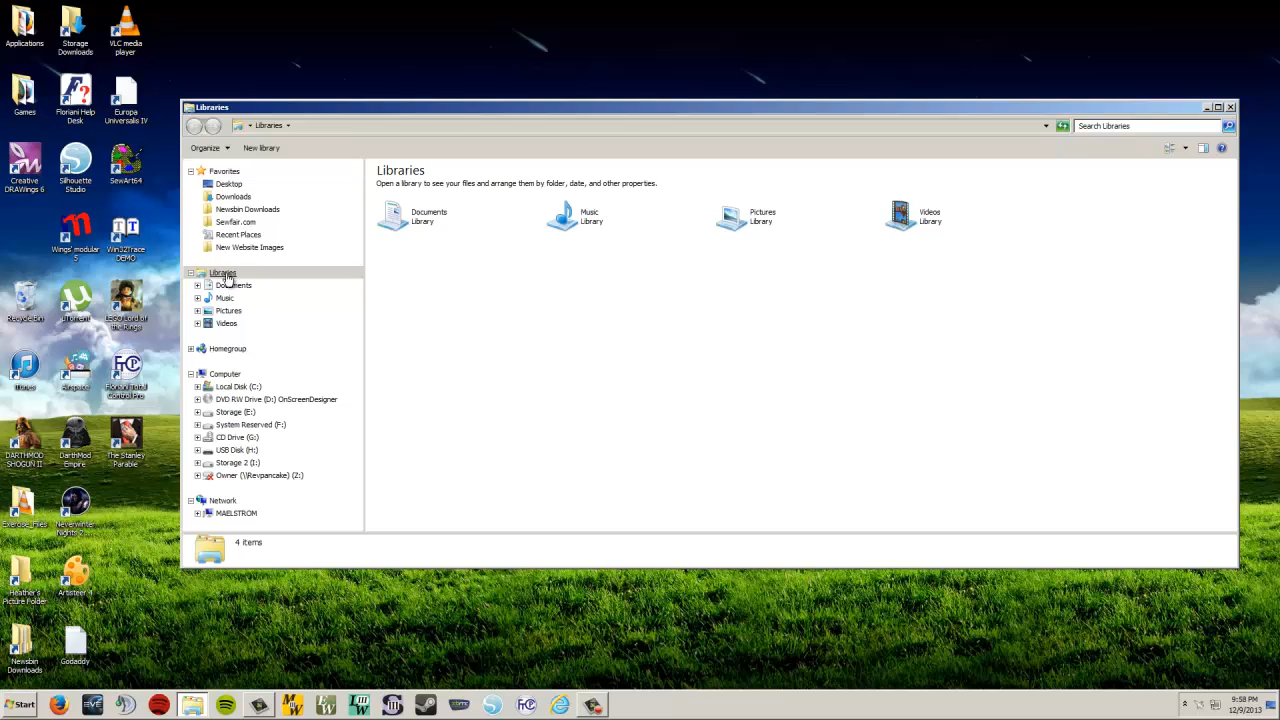 Applications
Storage
Downloads
VLC media
player
Games
Floriani Help
Desk
Europa
Universalis IV
Creative
DRAWings 6
Silhouette
Studio
SewArt64
Wings' modular
5
Win3ZTrace
DEMO
Recycle Bin
uTorrent
LEGO Lord of
the Rings
iTunes
Airspace
Floriani Total
Control Pro
DARTHMOD
SHOGUN II
DarthMod
Empire
The Stanley
Parable
Exercise_Files
Neverwinter
Nights 2...
Heather's
Picture Folder
Artisteer 4
Newsbin
Downloads
Godaddy
Libraries
Libraries
Search Libraries
Organize
New library
Favorites
Desktop
Downloads
Newsbin Downloads
Sewfair.com
Recent Places
New Website Images
Libraries
Documents
Music
Pictures
Videos
Homegroup
Computer
Local Disk (C:)
DVD RW Drive (D:) OnScreenDesigner
Storage (E:)
System Reserved (F:)
CD Drive (G:)
USB Disk (H:)
Storage 2 (I:)
Owner (\\Revpancake) (Z:)
Network
MAELSTROM
Libraries
Open a library to see your files and arrange them by folder, date, and other properties.
Documents
Library
Music
Library
Pictures
Library
Videos
Library
4 items
Start
EVE
9:58 PM
12/9/2013